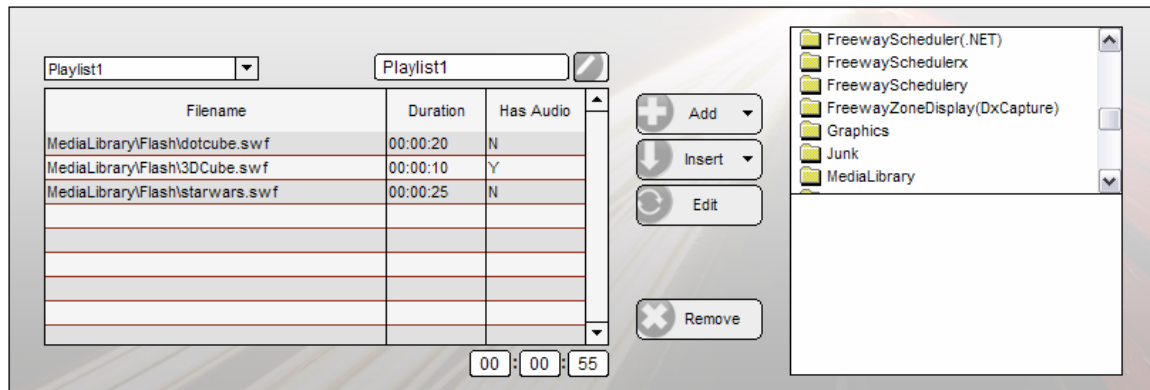 Playlist1
Playlist1
Filename Duration Has Audio
MediaLibrary\Flash\dotcube.swf 00:00:20 N
MediaLibrary\Flash\3DCube.swf 00:00:10 Y
MediaLibrary\Flash\starwars.swf 00:00:25 N
00:00:55
Add
Insert
Edit
Remove
FreewayScheduler(.NET)
FreewaySchedulerx
FreewaySchedulery
FreewayZoneDisplay(DxCapture)
Graphics
Junk
MediaLibrary